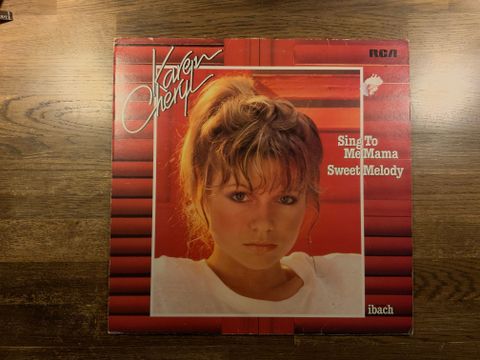 Karen
Cheryl
RCA
Sing To
Me Mama
Sweet Melody
ibach